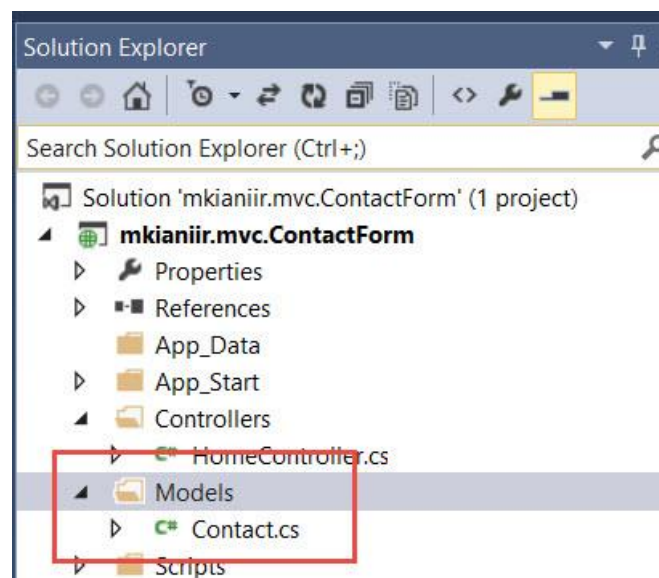 Solution Explorer
Search Solution Explorer (Ctrl+;)
Solution 'mkianiir.mvc.ContactForm' (1 project)
mkianiir.mvc.ContactForm
Properties
References
App_Data
App_Start
Controllers
C# HomeController.cs
Models
C# Contact.cs
Scripts